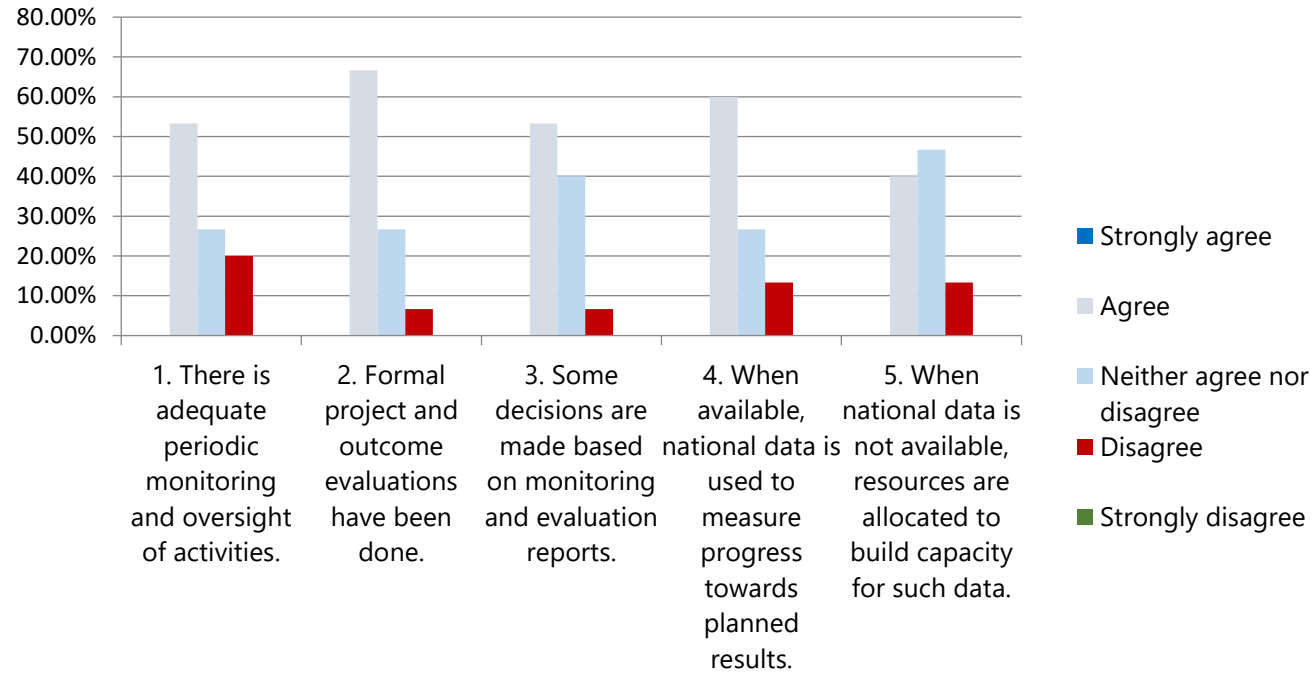 80.00%
70.00%
60.00%
50.00%
40.00%
30.00%
20.00%
10.00%
0.00%
1. There is
adequate
periodic
monitoring
and oversight
of activities.
2. Formal
project and
outcome
evaluations
have been
done.
3. Some
decisions are
made based
on monitoring
and evaluation
reports.
4. When
available,
national data is
used to
measure
progress
towards
planned
results.
5. When
national data is
not available,
resources are
allocated to
build capacity
for such data.
Strongly agree
Agree
Neither agree nor
disagree
Disagree
Strongly disagree